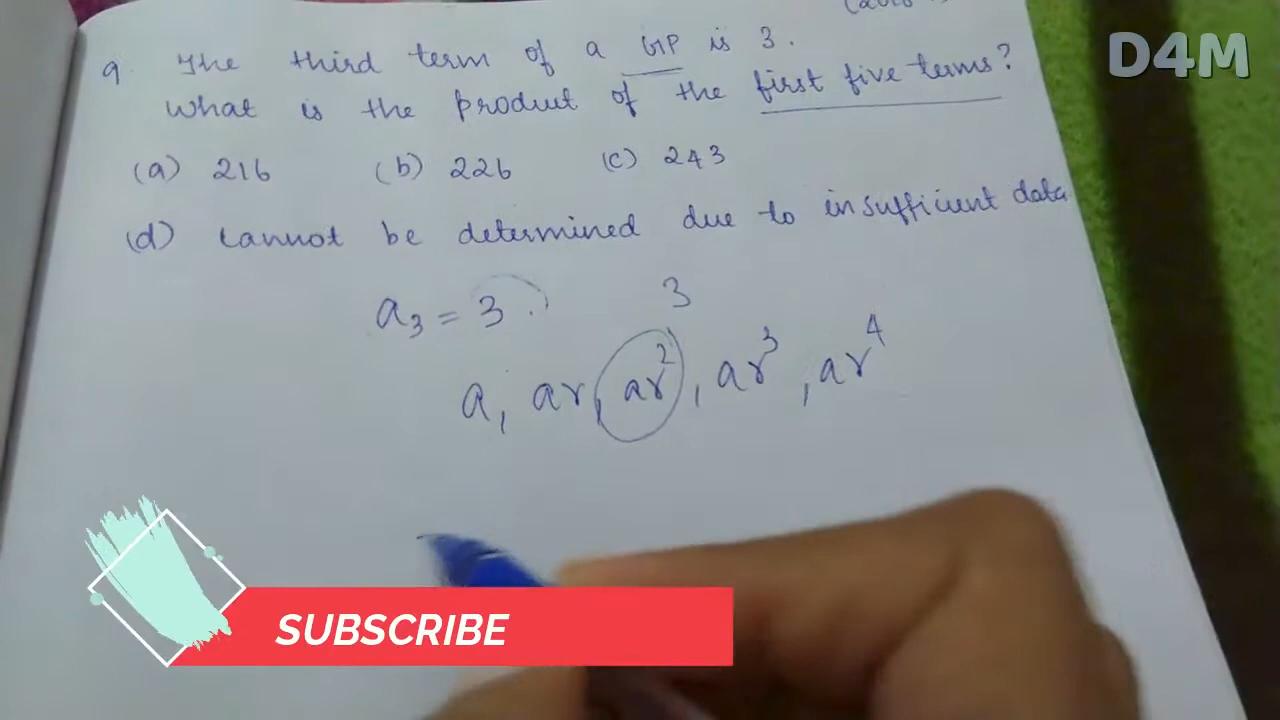 D4M
9. The third term of a GP is 3.
What is the product of the first five terms?
(a) 216 (b) 226 (c) 243
(d) cannot be determined due to insufficient data
a₃ = 3.
3
a, ar, ar², ar³, ar⁴
SUBSCRIBE